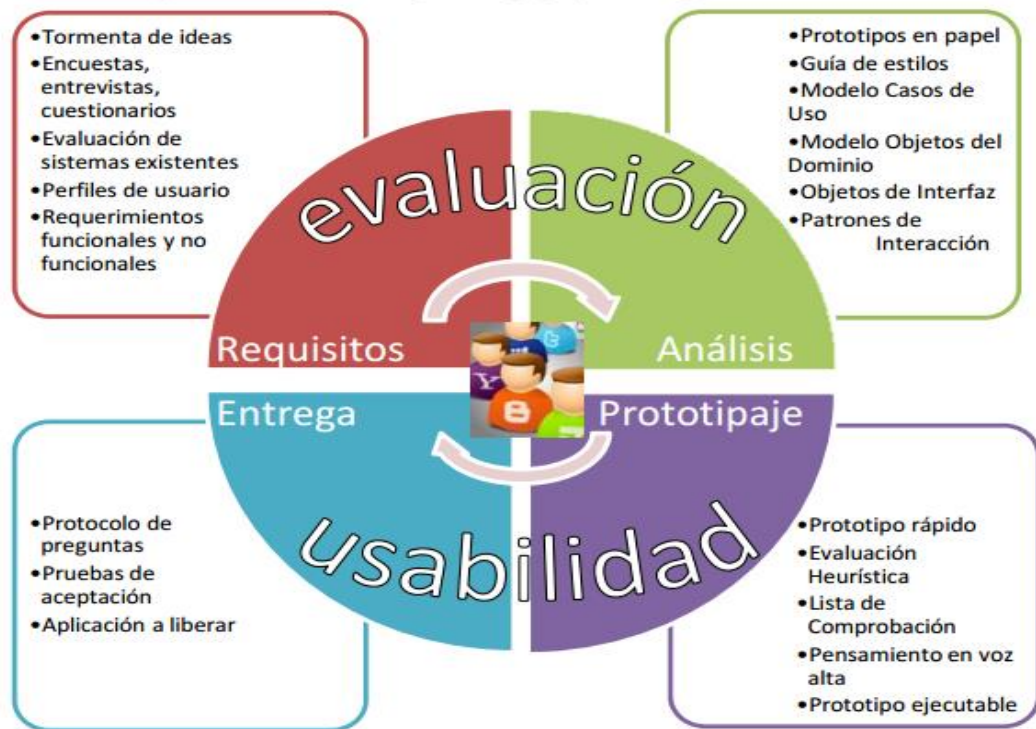 •Tormenta de ideas
•Encuestas,
entrevistas,
cuestionarios
•Evaluación de
sistemas existentes
•Perfiles de usuario
•Requerimientos
funcionales y no
funcionales
•Prototipos en papel
•Guía de estilos
•Modelo Casos de
Uso
•Modelo Objetos del
Dominio
•Objetos de Interfaz
•Patrones de
Interacción
evaluación
Requisitos
Análisis
Entrega
Prototipaje
usabilidad
•Protocolo de
preguntas
•Pruebas de
aceptación
•Aplicación a liberar
•Prototipo rápido
•Evaluación
Heurística
•Lista de
Comprobación
•Pensamiento en voz
alta
•Prototipo ejecutable